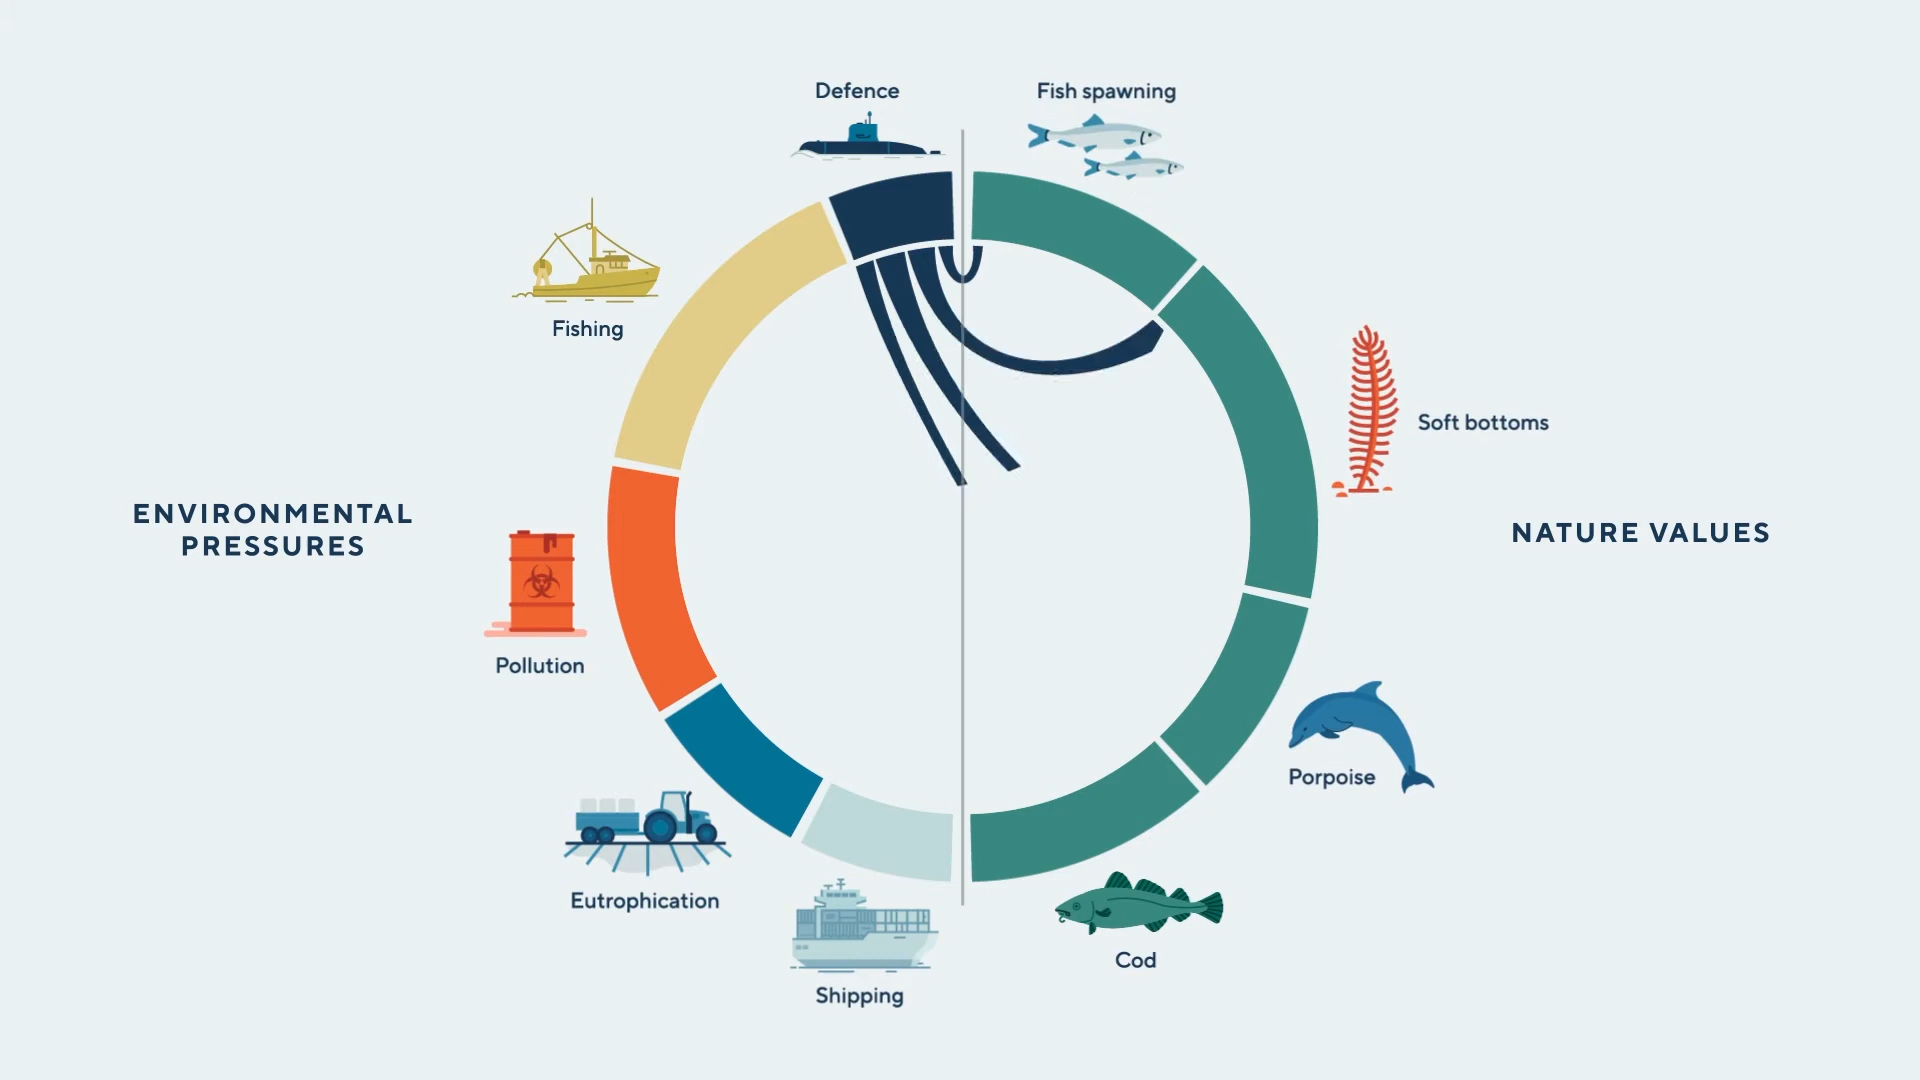 Defence
Fish spawning
Fishing
Soft bottoms
ENVIRONMENTAL
PRESSURES
NATURE VALUES
Pollution
Porpoise
Eutrophication
Cod
Shipping